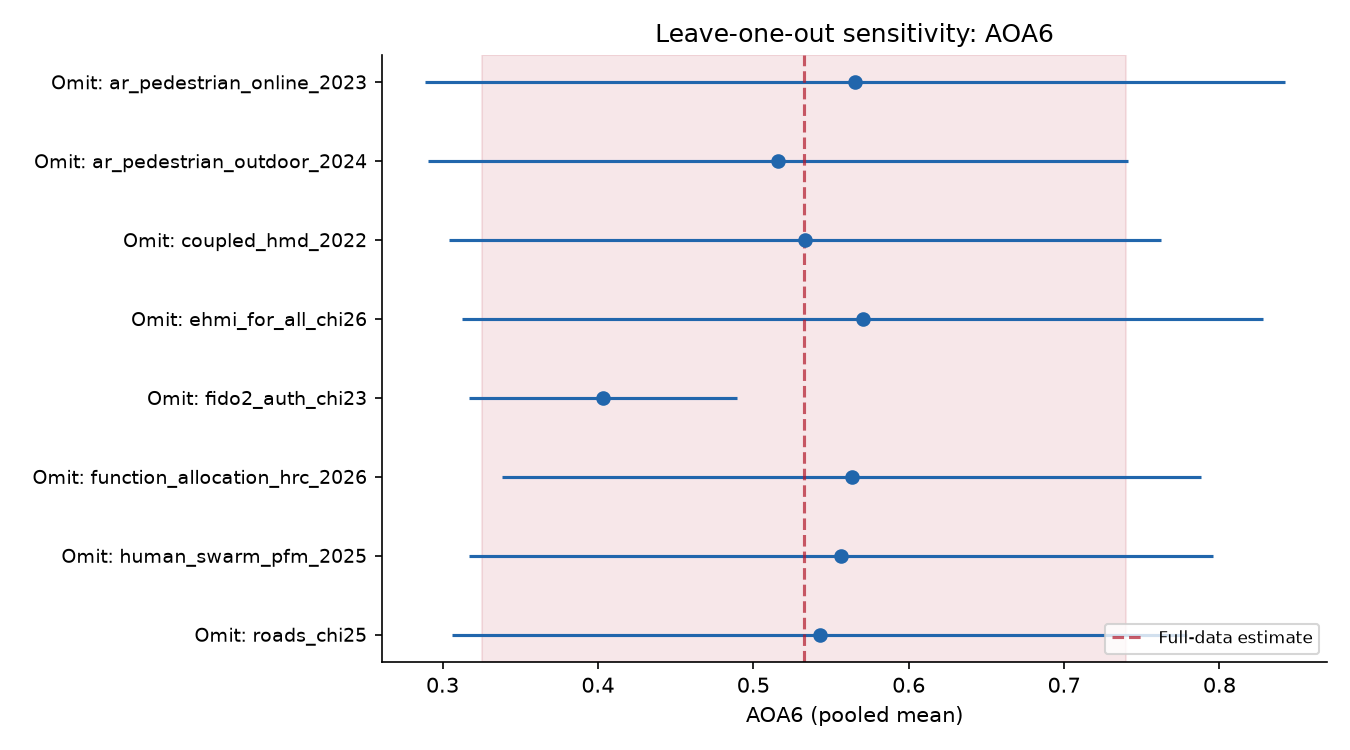 Leave-one-out sensitivity: AOA6
Omit: ar_pedestrian_online_2023
Omit: ar_pedestrian_outdoor_2024
Omit: coupled_hmd_2022
Omit: ehmi_for_all_chi26
Omit: fido2_auth_chi23
Omit: function_allocation_hrc_2026
Omit: human_swarm_pfm_2025
Omit: roads_chi25
Full-data estimate
0.3 0.4 0.5 0.6 0.7 0.8
AOA6 (pooled mean)